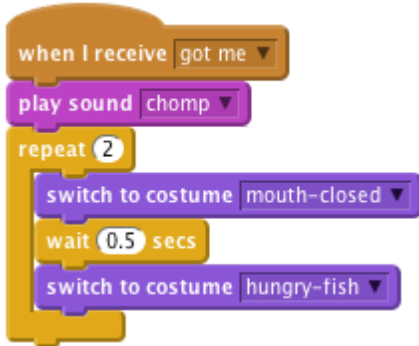 when I receive got me
play sound chomp
repeat 2
switch to costume mouth-closed
wait 0.5 secs
switch to costume hungry-fish